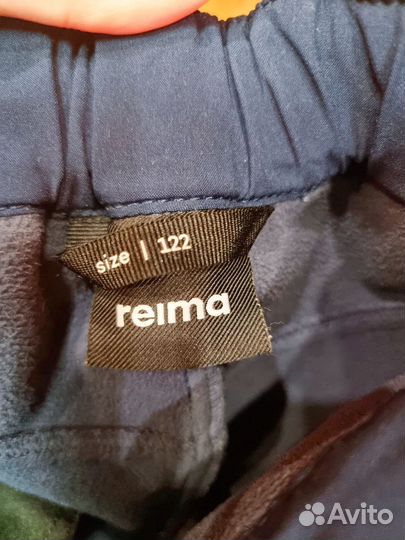 size | 122
reima
Avito